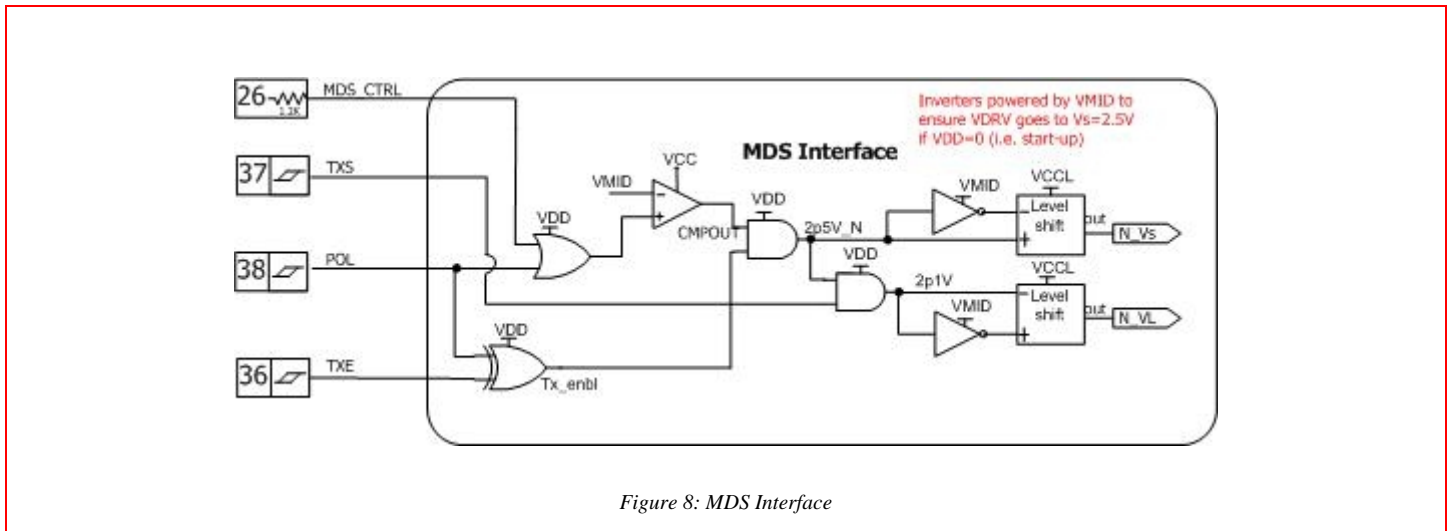 26
1.2K
MDS_CTRL
Inverters powered by VMID to
ensure VDRV goes to Vs=2.5V
if VDD=0 (i.e. start-up)
MDS Interface
37
TXS
VCC
VMID
VDD
VMID
VCCL
Level
shift
out
N_Vs
VDD
CMPOUT
2p5V_N
38
POL
VDD
2p1V
VCCL
Level
shift
out
N_VL
VMID
VDD
36
TXE
Tx_enbl
Figure 8: MDS Interface